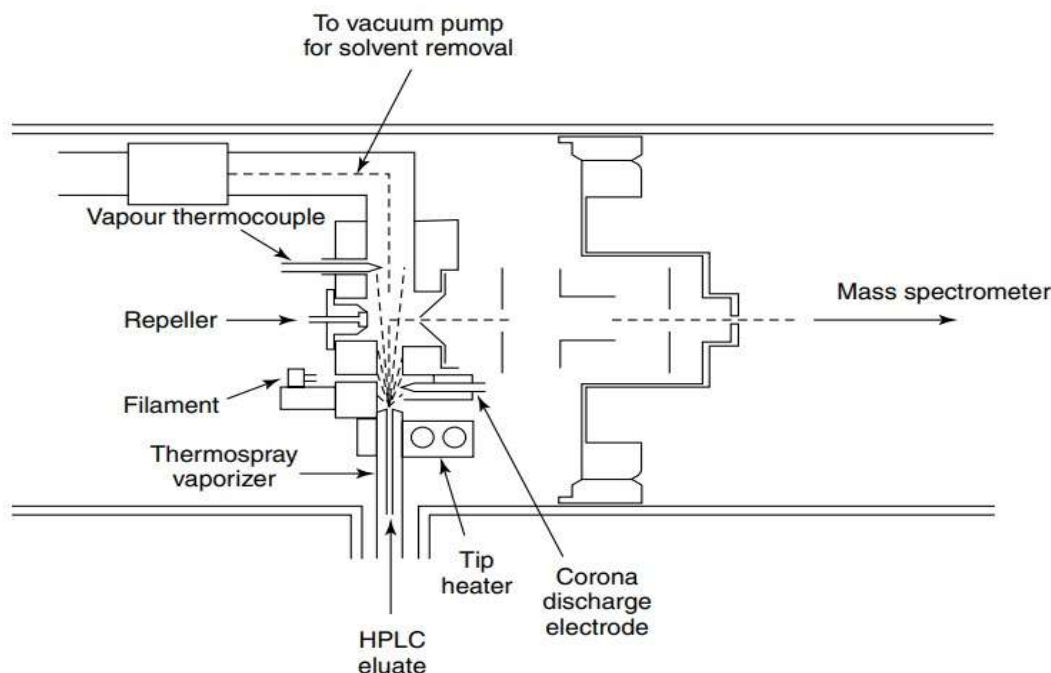 To vacuum pump
for solvent removal
Vapour thermocouple
Mass spectrometer
Repeller
Filament
Thermospray
vaporizer
Tip
heater
Corona
discharge
electrode
HPLC
eluate